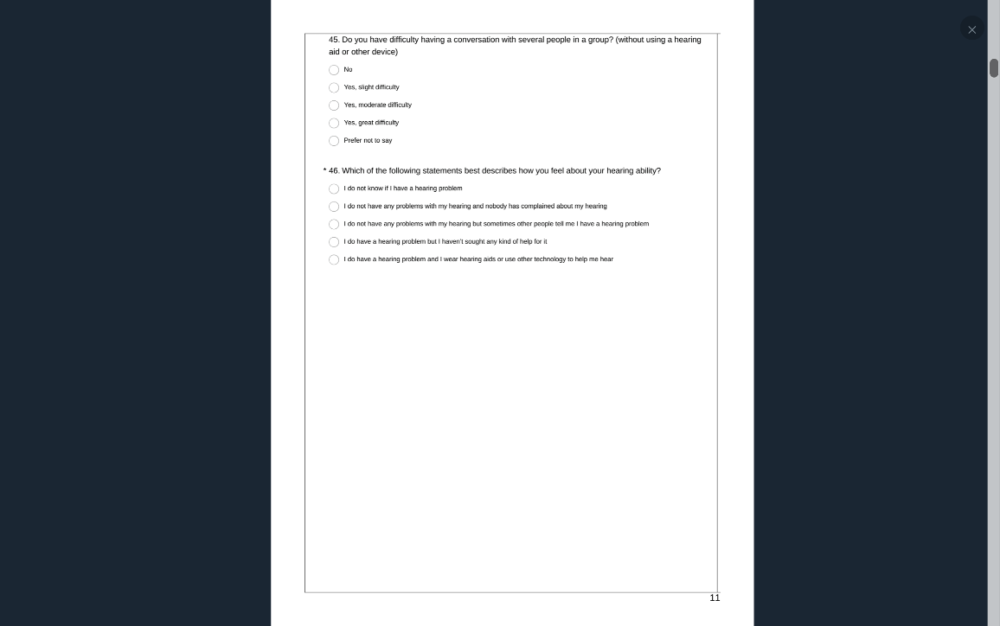 45. Do you have difficulty having a conversation with several people in a group? (without using a hearing
aid or other device)
No
Yes, slight difficulty
Yes, moderate difficulty
Yes, great difficulty
Prefer not to say
* 46. Which of the following statements best describes how you feel about your hearing ability?
I do not know if I have a hearing problem
I do not have any problems with my hearing and nobody has complained about my hearing
I do not have any problems with my hearing but sometimes other people tell me I have a hearing problem
I do have a hearing problem but I haven't sought any kind of help for it
I do have a hearing problem and I wear hearing aids or use other technology to help me hear
11